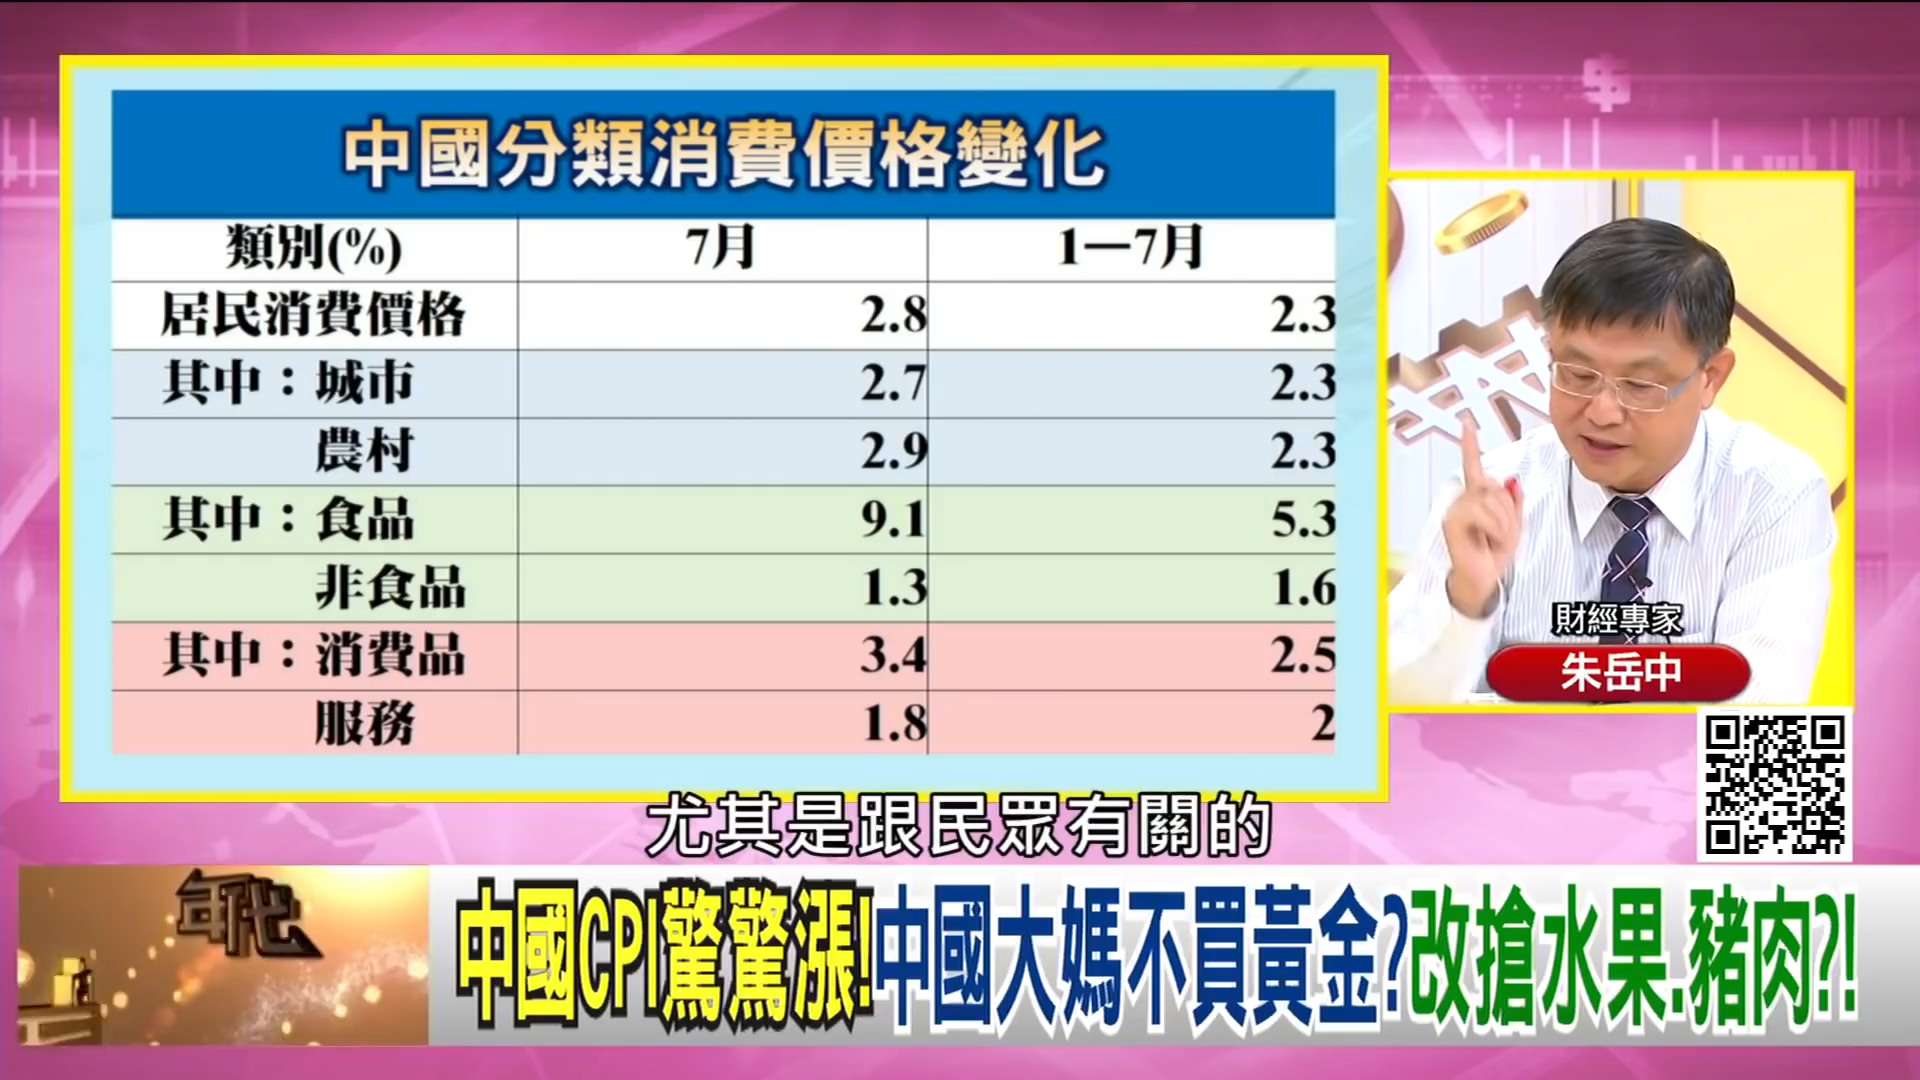 中國分類消費價格變化
類別(%) 7月 1—7月
居民消費價格 2.8 2.3
其中：城市 2.7 2.3
農村 2.9 2.3
其中：食品 9.1 5.3
非食品 1.3 1.6
其中：消費品 3.4 2.5
服務 1.8 2
財經專家
朱岳中
尤其是跟民眾有關的
年代
中國CPI驚驚漲!中國大媽不買黃金?改搶水果.豬肉?!